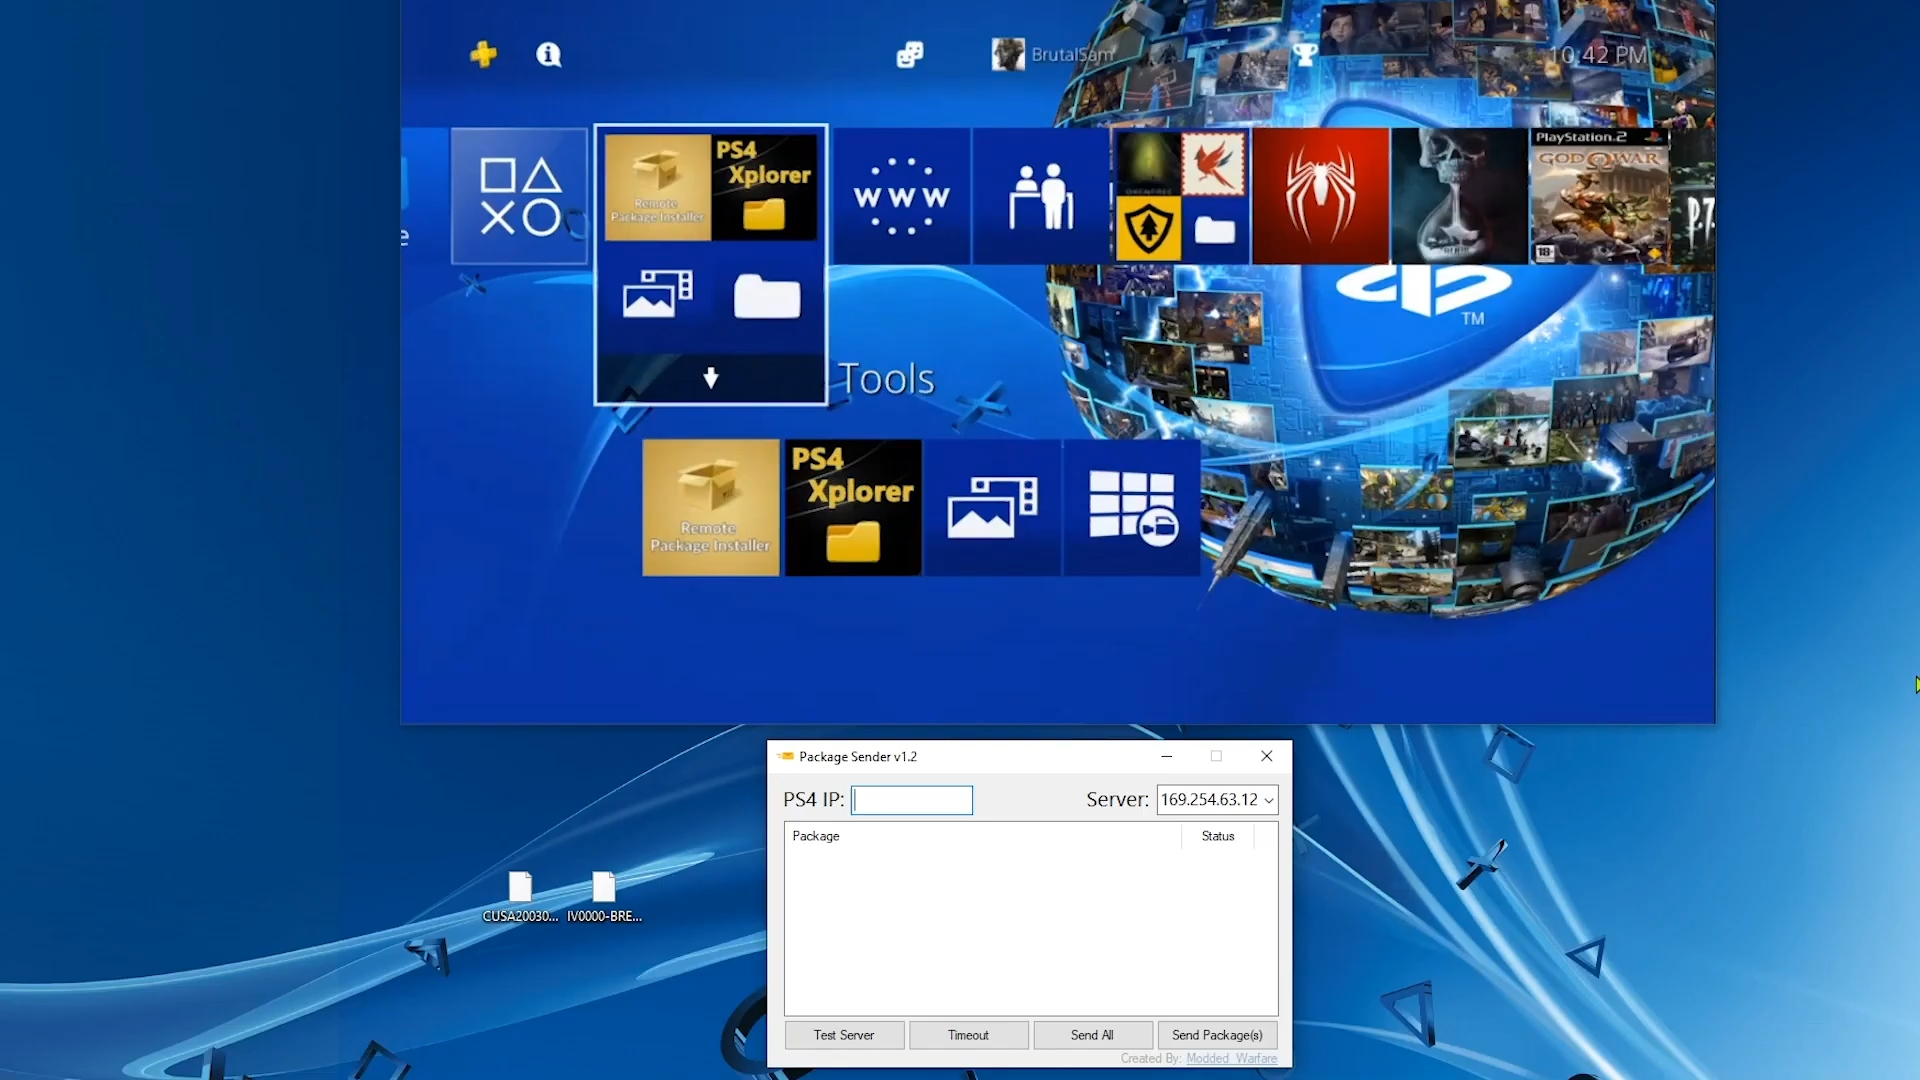 BrutalSam
10:42 PM
Remote
Package Installer
PS4
Xplorer
WWW
PlayStation 2
GOD OF WAR
18
P.T
TM
Tools
Remote
Package Installer
PS4
Xplorer
Package Sender v1.2
PS4 IP:
Server: 169.254.63.12
Package Status
CUSA20030... IV0000-BRE...
Test Server Timeout Send All Send Package(s)
Created By: Modded_Warfare